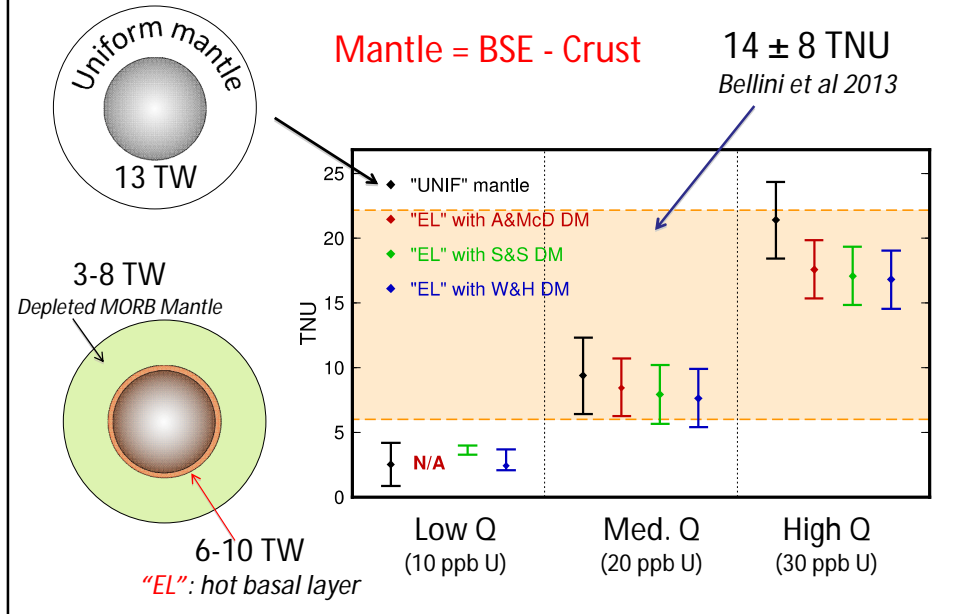 Mantle = BSE - Crust
14 ± 8 TNU
Bellini et al 2013
Uniform mantle
13 TW
3-8 TW
Depleted MORB Mantle
6-10 TW
"EL": hot basal layer
TNU
25
20
15
10
5
0
"UNIF" mantle
"EL" with A&McD DM
"EL" with S&S DM
"EL" with W&H DM
N/A
Low Q
(10 ppb U)
Med. Q
(20 ppb U)
High Q
(30 ppb U)